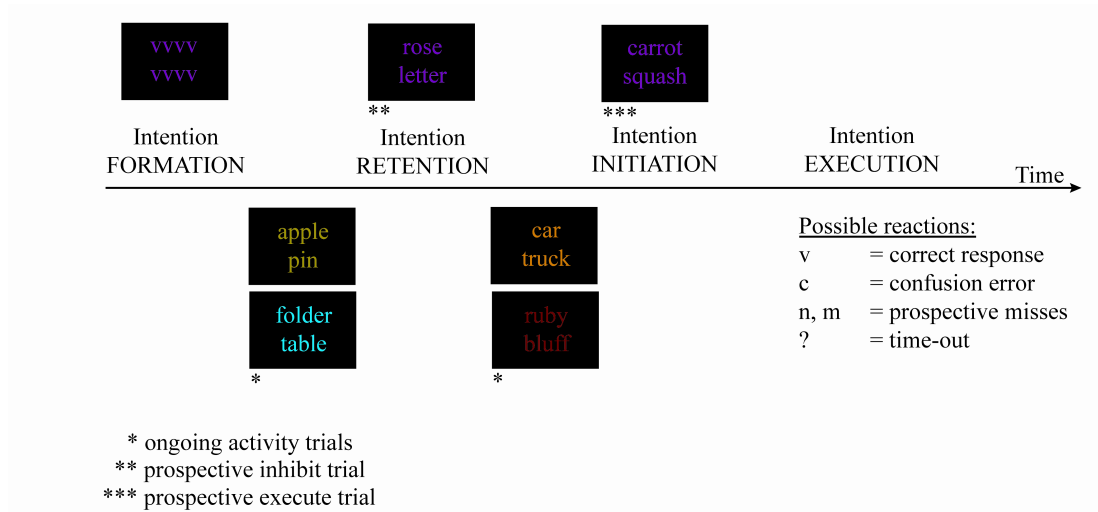 vvvv
vvvv
rose
letter
**
carrot
squash
***
Intention
FORMATION
Intention
RETENTION
Intention
INITIATION
Intention
EXECUTION
Time
apple
pin
folder
table
*
car
truck
ruby
bluff
*
Possible reactions:
v = correct response
c = confusion error
n, m = prospective misses
? = time-out
* ongoing activity trials
** prospective inhibit trial
*** prospective execute trial